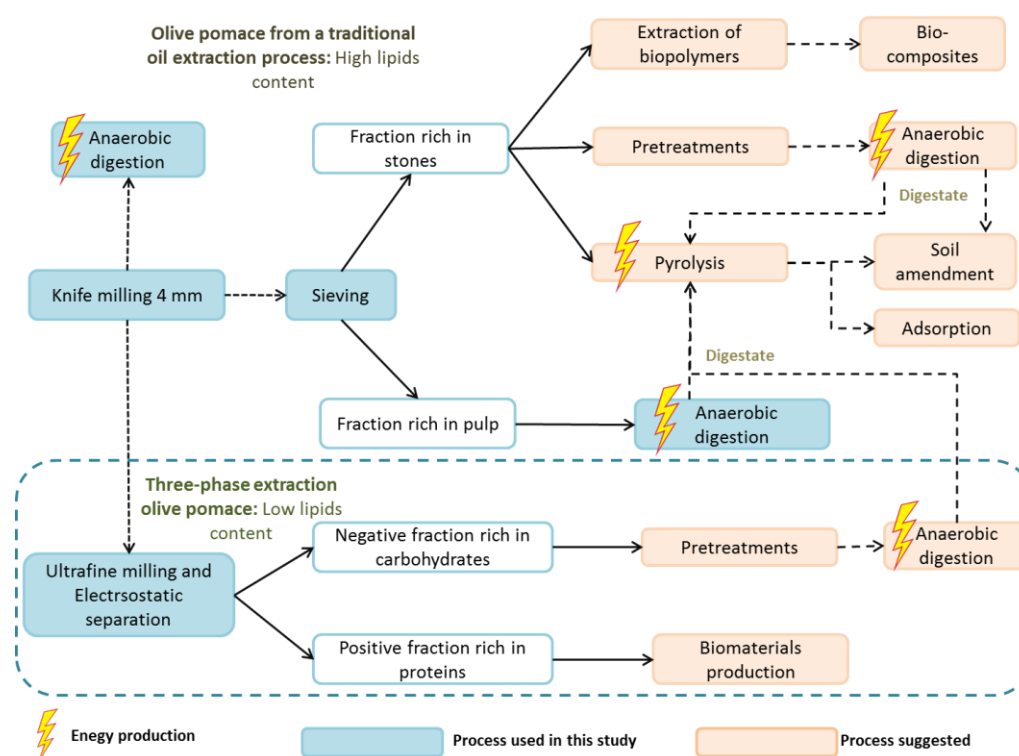 Olive pomace from a traditional
oil extraction process: High lipids
content
Extraction of
biopolymers
Bio-
composites
Anaerobic
digestion
Fraction rich in
stones
Pretreatments
Anaerobic
digestion
Digestate
Knife milling 4 mm
Sieving
Pyrolysis
Soil
amendment
Adsorption
Digestate
Fraction rich in pulp
Anaerobic
digestion
Three-phase extraction
olive pomace: Low lipids
content
Ultrafine milling and
Electrsostatic
separation
Negative fraction rich in
carbohydrates
Pretreatments
Anaerobic
digestion
Positive fraction rich in
proteins
Biomaterials
production
Enegy production
Process used in this study
Process suggested